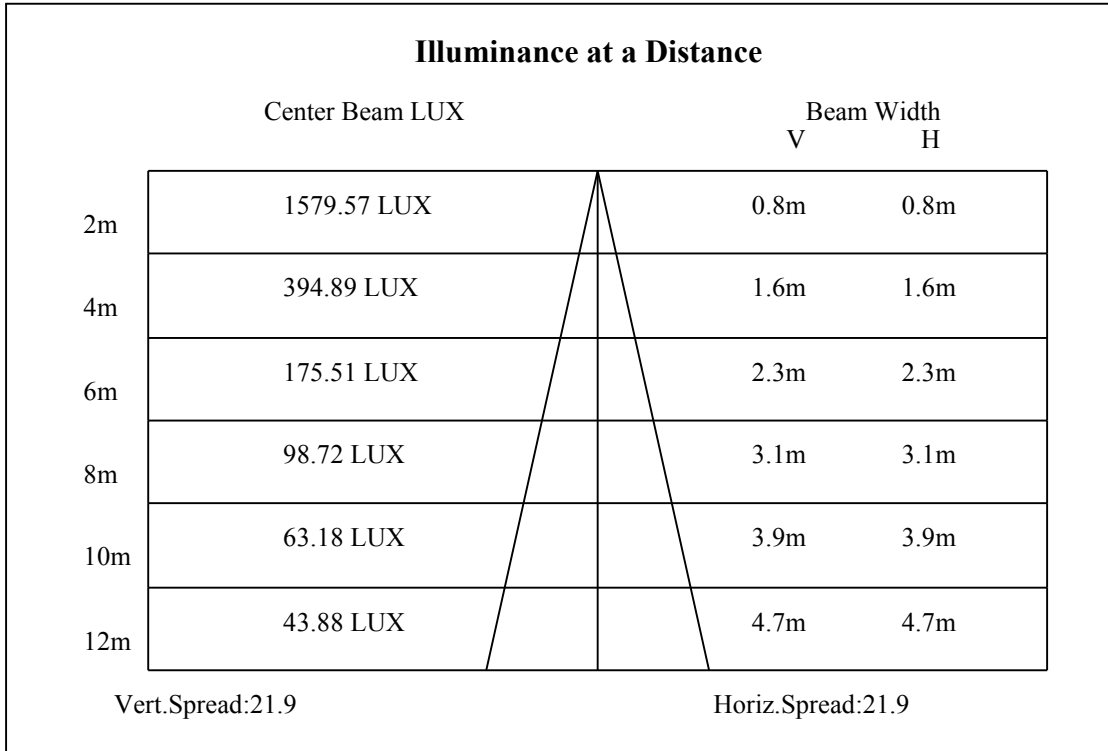 Illuminance at a Distance
Center Beam LUX Beam Width
V H
2m 1579.57 LUX 0.8m 0.8m
4m 394.89 LUX 1.6m 1.6m
6m 175.51 LUX 2.3m 2.3m
8m 98.72 LUX 3.1m 3.1m
10m 63.18 LUX 3.9m 3.9m
12m 43.88 LUX 4.7m 4.7m
Vert.Spread:21.9 Horiz.Spread:21.9